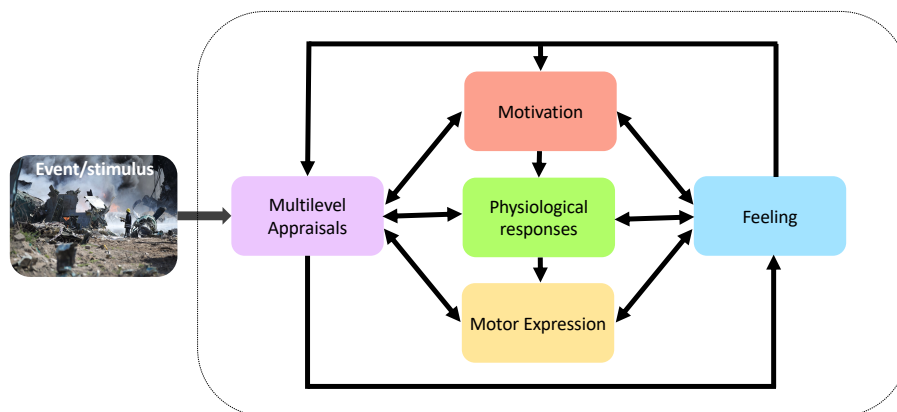 Event/stimulus
Multilevel
Appraisals
Motivation
Physiological
responses
Motor Expression
Feeling